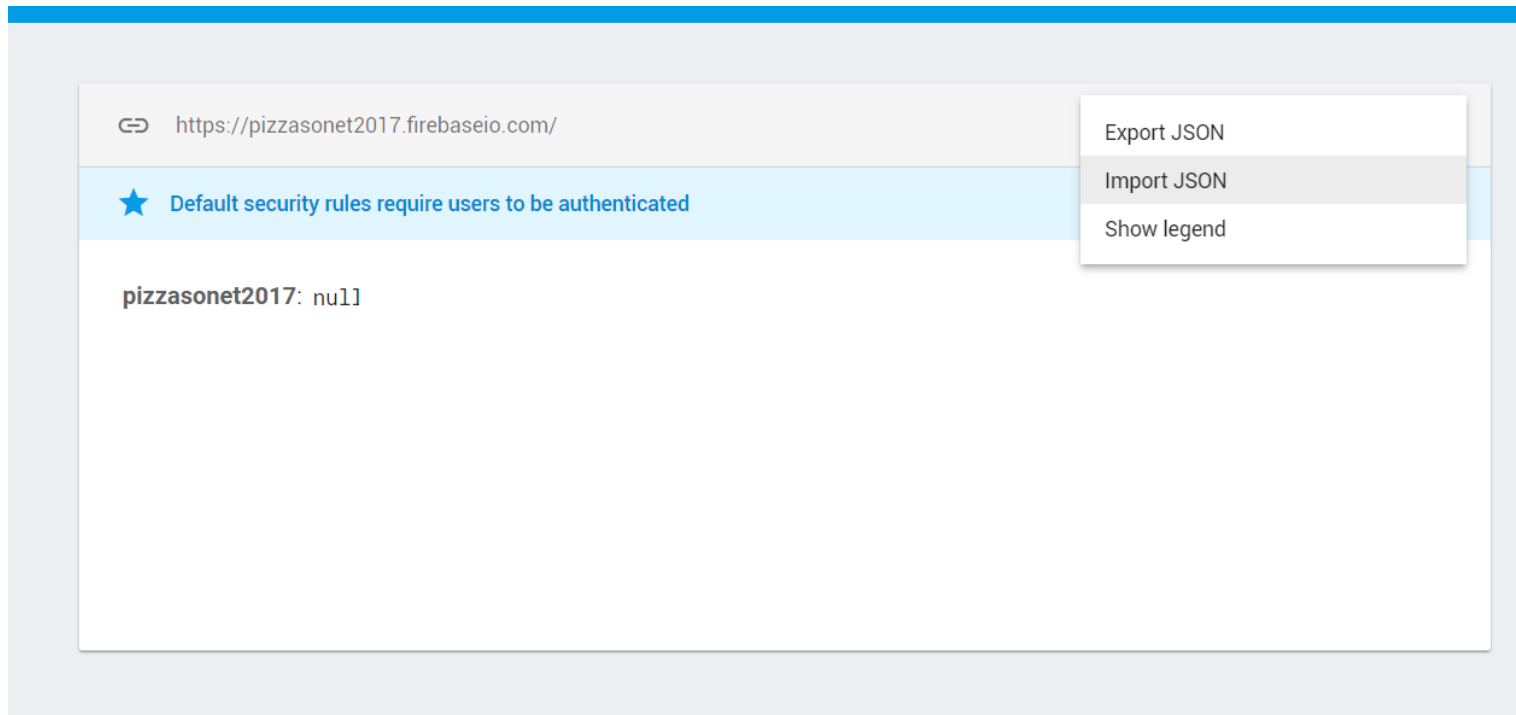 https://pizzasonet2017.firebaseio.com/
Export JSON
Import JSON
Show legend
Default security rules require users to be authenticated
pizzasonet2017: null